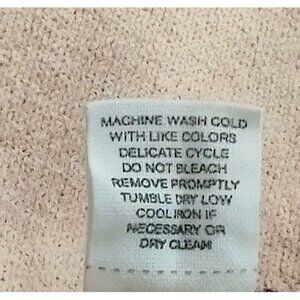 MACHINE WASH COLD
WITH LIKE COLORS
DELICATE CYCLE
DO NOT BLEACH
REMOVE PROMPTLY
TUMBLE DRY LOW
COOL IRON IF
NECESSARY OR
DRY CLEAN